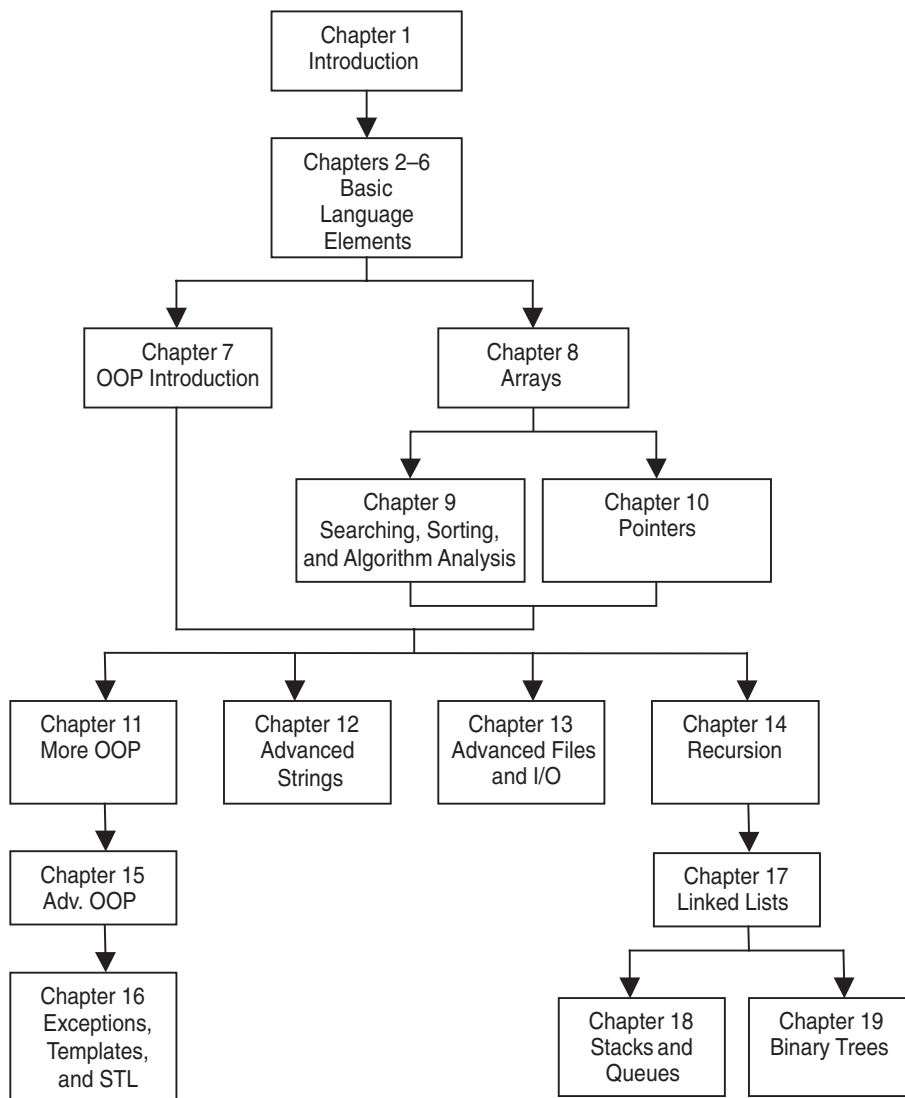 Chapter 1
Introduction
Chapters 2–6
Basic
Language
Elements
Chapter 7
OOP Introduction
Chapter 8
Arrays
Chapter 9
Searching, Sorting,
and Algorithm Analysis
Chapter 10
Pointers
Chapter 11
More OOP
Chapter 12
Advanced
Strings
Chapter 13
Advanced Files
and I/O
Chapter 14
Recursion
Chapter 15
Adv. OOP
Chapter 17
Linked Lists
Chapter 16
Exceptions,
Templates,
and STL
Chapter 18
Stacks and
Queues
Chapter 19
Binary Trees